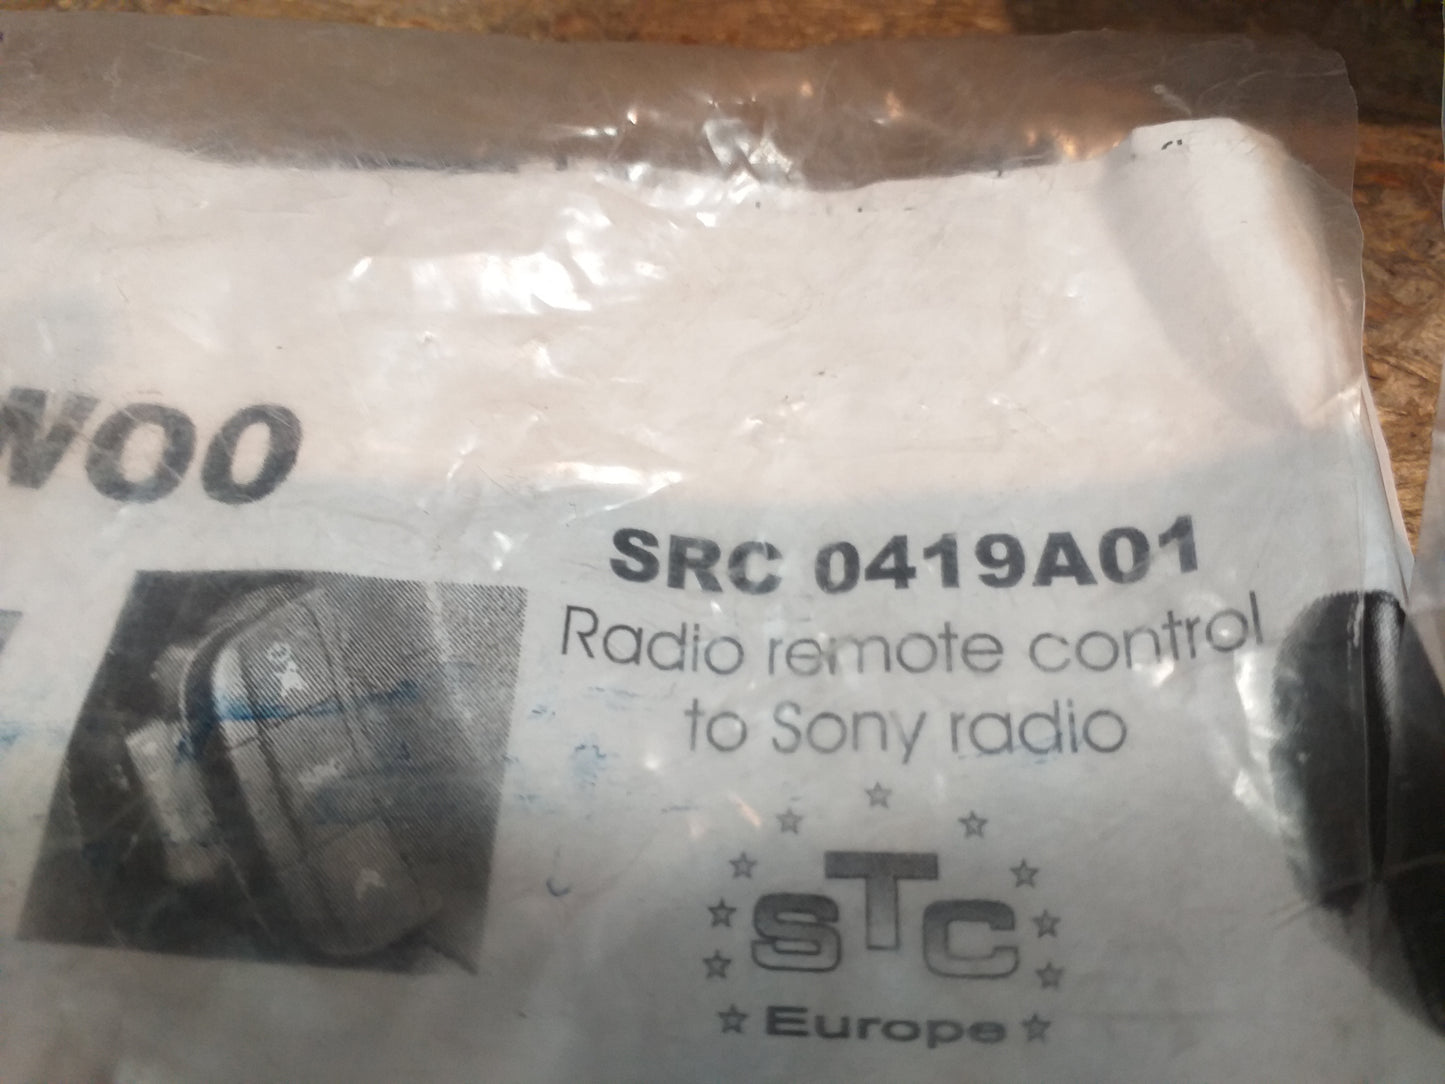 WOO
SRC 0419A01
Radio remote control
to Sony radio
STC
Europe